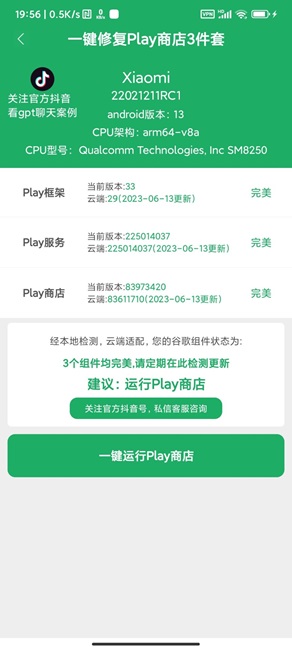 19:56 | 0.5K/s
VPN
一键修复Play商店3件套
关注官方抖音
看gpt聊天案例
Xiaomi
22021211RC1
android版本: 13
CPU架构: arm64-v8a
CPU型号: Qualcomm Technologies, Inc SM8250
Play框架
当前版本:33
云端:29(2023-06-13更新)
完美
Play服务
当前版本:225014037
云端:225014037(2023-06-13更新)
完美
Play商店
当前版本:83973420
云端:83611710(2023-06-13更新)
完美
经本地检测, 云端适配, 您的谷歌组件状态为:
3个组件均完美,请定期在此检测更新
建议: 运行Play商店
关注官方抖音号, 私信客服咨询
一键运行Play商店